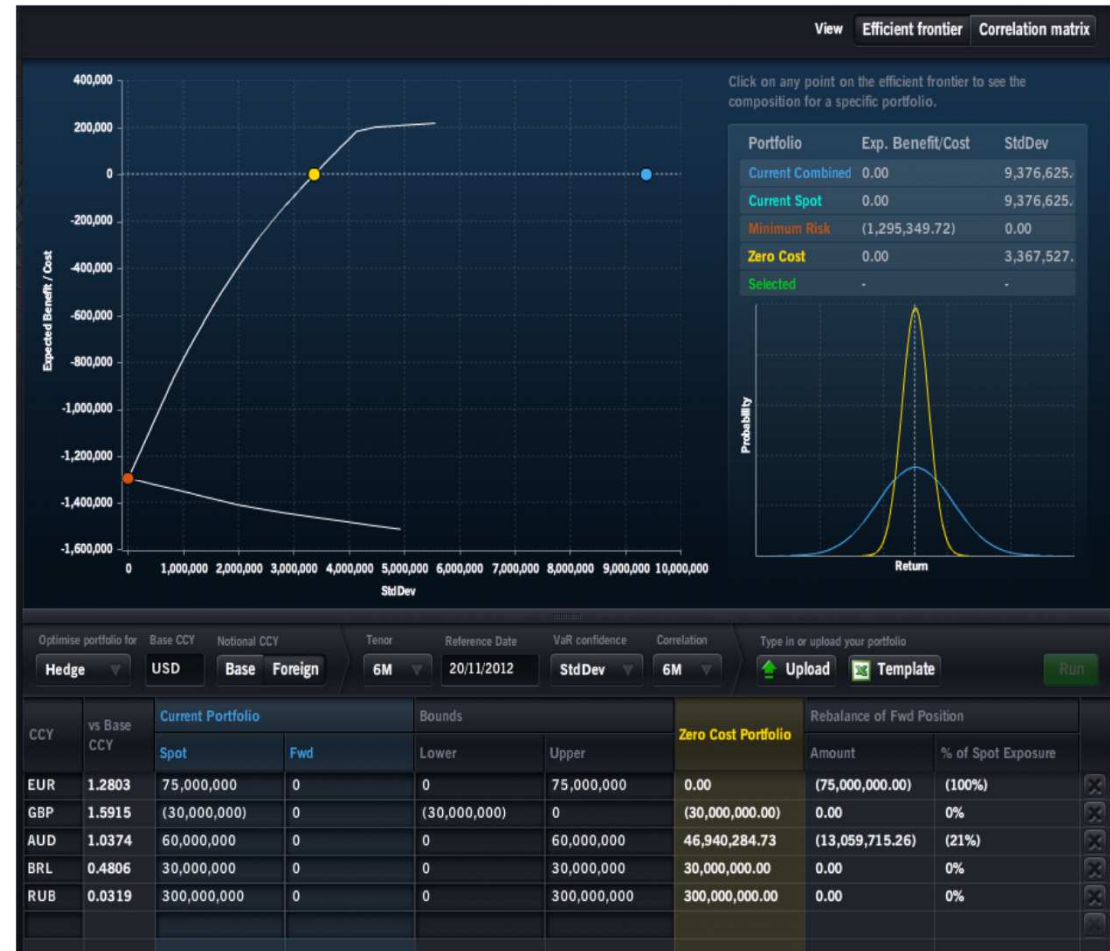 View Efficient frontier Correlation matrix
Click on any point on the efficient frontier to see the
composition for a specific portfolio.
400,000
200,000
0
-200,000
-400,000
-600,000
-800,000
-1,000,000
-1,200,000
-1,400,000
-1,600,000
Expected Benefit / Cost
0 1,000,000 2,000,000 3,000,000 4,000,000 5,000,000 6,000,000 7,000,000 8,000,000 9,000,000 10,000,000
StdDev
Portfolio Exp. Benefit/Cost StdDev
Current Combined 0.00 9,376,625.
Current Spot 0.00 9,376,625.
Minimum Risk (1,295,349.72) 0.00
Zero Cost 0.00 3,367,527.
Selected - -
Probability
Return
Optimise portfolio for Base CCY Notional CCY Tenor Reference Date VaR confidence Correlation Type in or upload your portfolio
Hedge USD Base Foreign 6M 20/11/2012 StdDev 6M Upload Template Run
CCY vs Base CCY Current Portfolio Bounds Zero Cost Portfolio Rebalance of Fwd Position
Spot Fwd Lower Upper Amount % of Spot Exposure
EUR 1.2803 75,000,000 0 0 75,000,000 0.00 (75,000,000.00) (100%)
GBP 1.5915 (30,000,000) 0 (30,000,000) 0 (30,000,000.00) 0.00 0%
AUD 1.0374 60,000,000 0 0 60,000,000 46,940,284.73 (13,059,715.26) (21%)
BRL 0.4806 30,000,000 0 0 30,000,000 30,000,000.00 0.00 0%
RUB 0.0319 300,000,000 0 0 300,000,000 300,000,000.00 0.00 0%